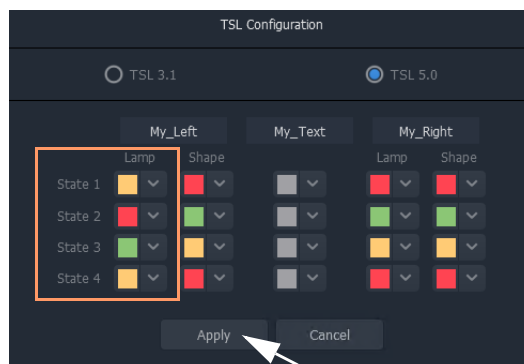 TSL Configuration
TSL 3.1 TSL 5.0
My_Left My_Text My_Right
Lamp Shape Lamp Shape
State 1
State 2
State 3
State 4
Apply Cancel